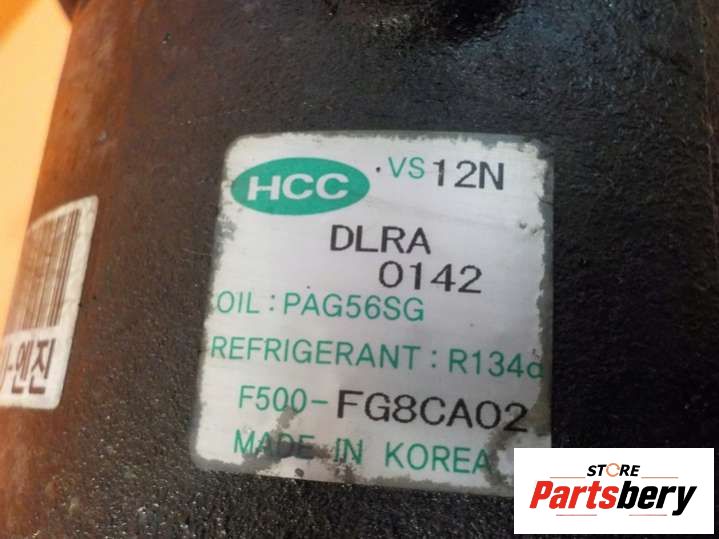 HCC VS12N
DLRA
0142
OIL : PAG56SG
REFRIGERANT : R134a
F500-FG8CA02
MADE IN KOREA
-엔진
STORE
Partsbery